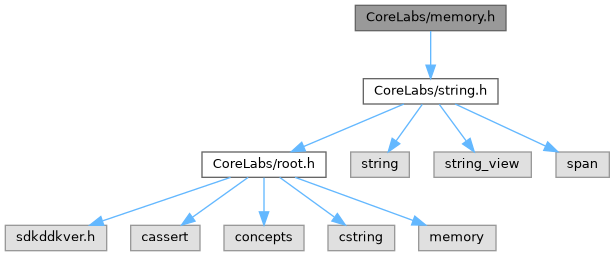 CoreLabs/memory.h
CoreLabs/string.h
CoreLabs/root.h
string
string_view
span
sdkddkver.h
cassert
concepts
cstring
memory